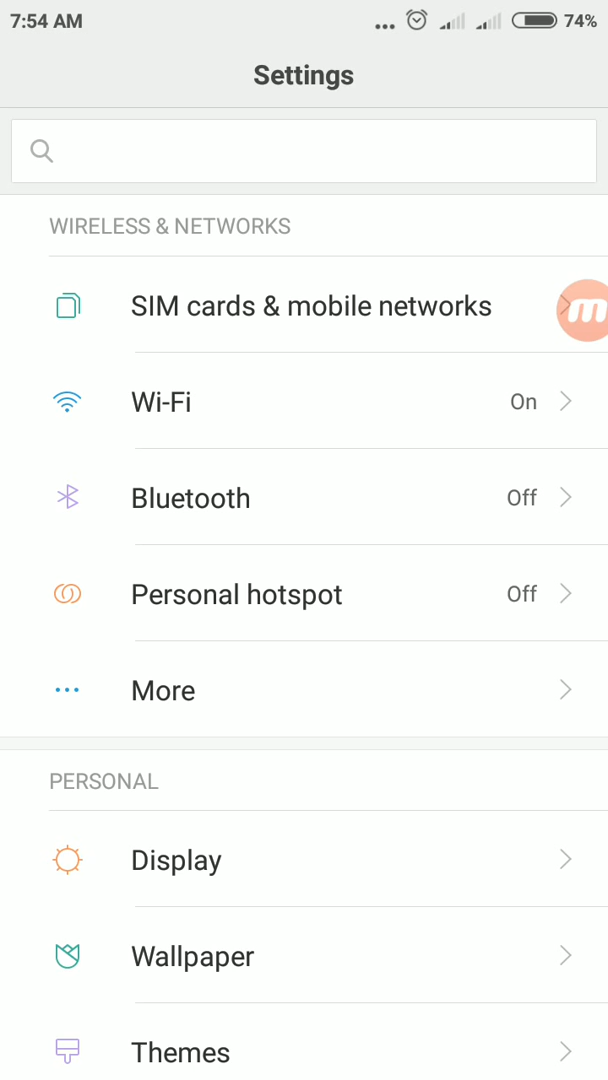 7:54 AM ... 74%
Settings
WIRELESS & NETWORKS
SIM cards & mobile networks
m
Wi-Fi On
Bluetooth Off
Personal hotspot Off
More
PERSONAL
Display
Wallpaper
Themes